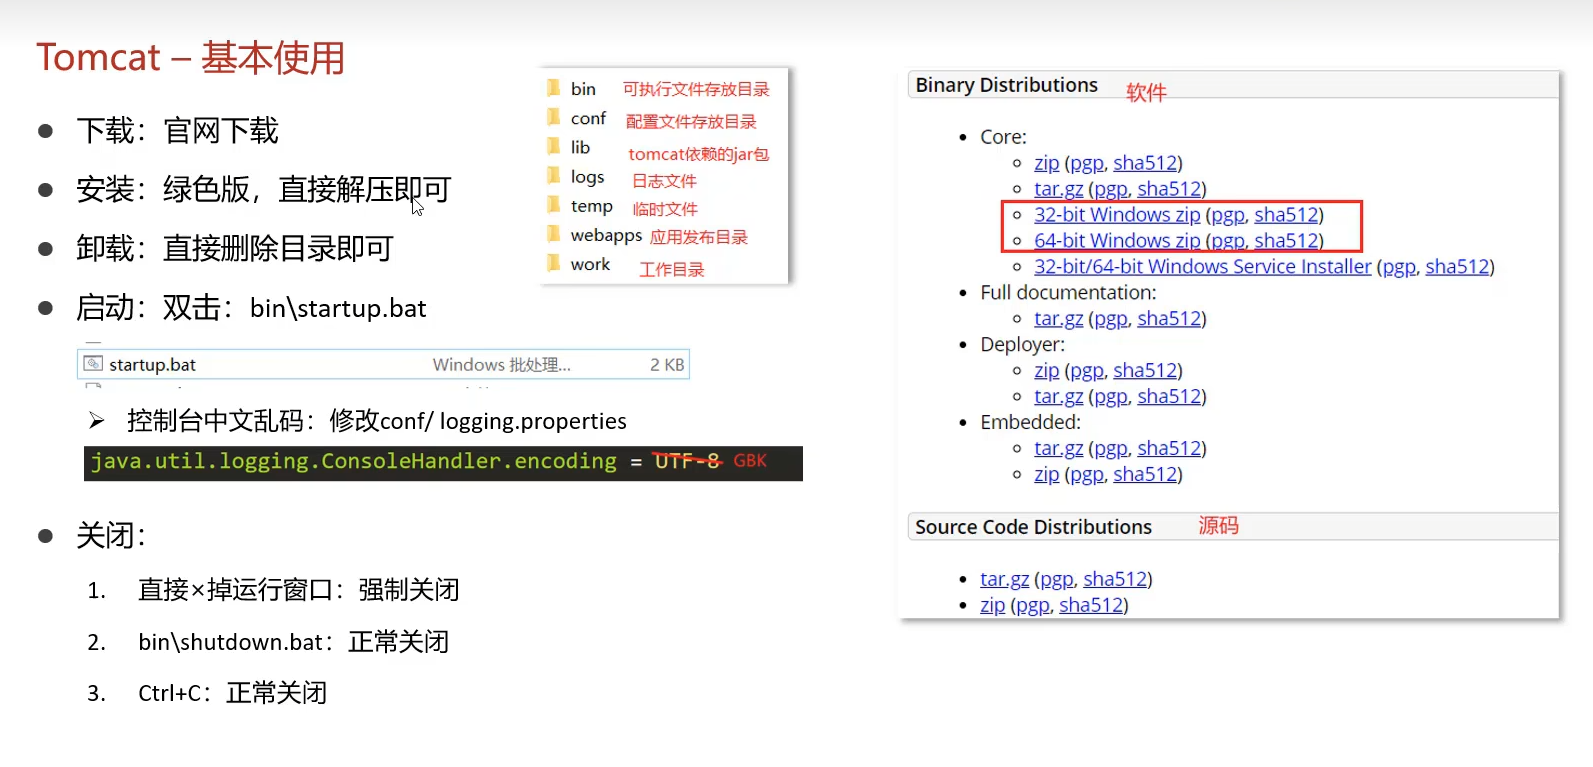 Tomcat – 基本使用
● 下载：官网下载
● 安装：绿色版，直接解压即可
● 卸载：直接删除目录即可
● 启动：双击：bin\startup.bat
startup.bat Windows 批处理... 2 KB
➢ 控制台中文乱码：修改conf/ logging.properties
java.util.logging.ConsoleHandler.encoding = UTF-8 GBK
● 关闭：
1. 直接×掉运行窗口：强制关闭
2. bin\shutdown.bat：正常关闭
3. Ctrl+C：正常关闭
bin 可执行文件存放目录
conf 配置文件存放目录
lib tomcat依赖的jar包
logs 日志文件
temp 临时文件
webapps 应用发布目录
work 工作目录
Binary Distributions 软件
• Core:
○ zip (pgp, sha512)
○ tar.gz (pgp, sha512)
○ 32-bit Windows zip (pgp, sha512)
○ 64-bit Windows zip (pgp, sha512)
○ 32-bit/64-bit Windows Service Installer (pgp, sha512)
• Full documentation:
○ tar.gz (pgp, sha512)
• Deployer:
○ zip (pgp, sha512)
○ tar.gz (pgp, sha512)
• Embedded:
○ tar.gz (pgp, sha512)
○ zip (pgp, sha512)
Source Code Distributions 源码
• tar.gz (pgp, sha512)
• zip (pgp, sha512)